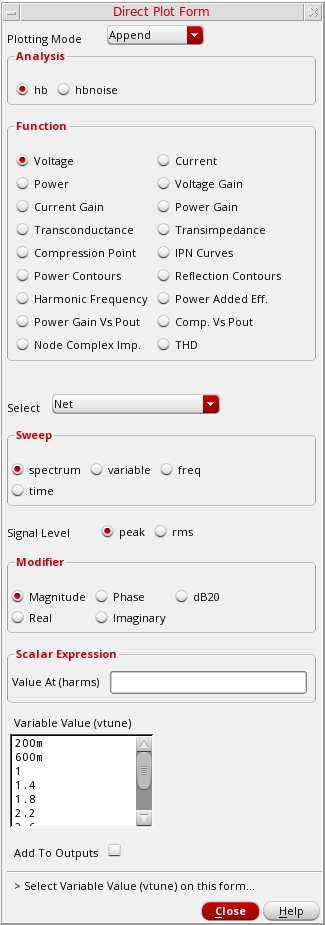 Direct Plot Form
Plotting Mode Append
Analysis
hb hbnoise
Function
Voltage Current
Power Voltage Gain
Current Gain Power Gain
Transconductance Transimpedance
Compression Point IPN Curves
Power Contours Reflection Contours
Harmonic Frequency Power Added Eff.
Power Gain Vs Pout Comp. Vs Pout
Node Complex Imp. THD
Select Net
Sweep
spectrum variable freq
time
Signal Level peak rms
Modifier
Magnitude Phase dB20
Real Imaginary
Scalar Expression
Value At (harms)
Variable Value (vtune)
200m
600m
1
1.4
1.8
2.2
Add To Outputs
> Select Variable Value (vtune) on this form...
Close Help